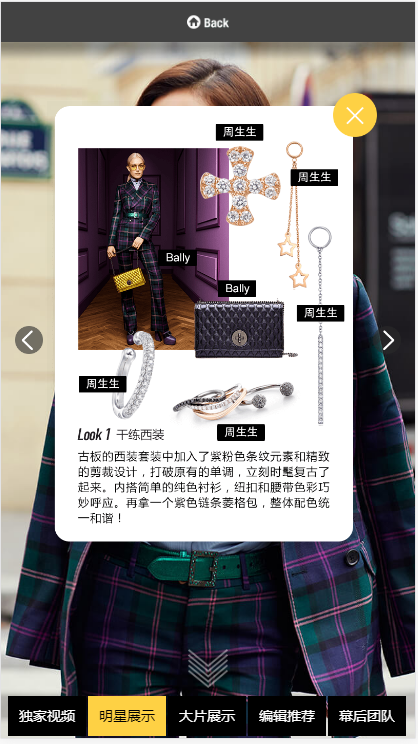 Back
周生生
周生生
Bally
Bally
周生生
周生生
周生生
Look 1 干练西装
古板的西装套装中加入了紫粉色条纹元素和精致
的剪裁设计，打破原有的单调，立刻时髦复古了
起来。内搭简单的纯色衬衫，纽扣和腰带色彩巧
妙呼应。再拿一个紫色链条菱格包，整体配色统
一和谐！
独家视频 明星展示 大片展示 编辑推荐 幕后团队